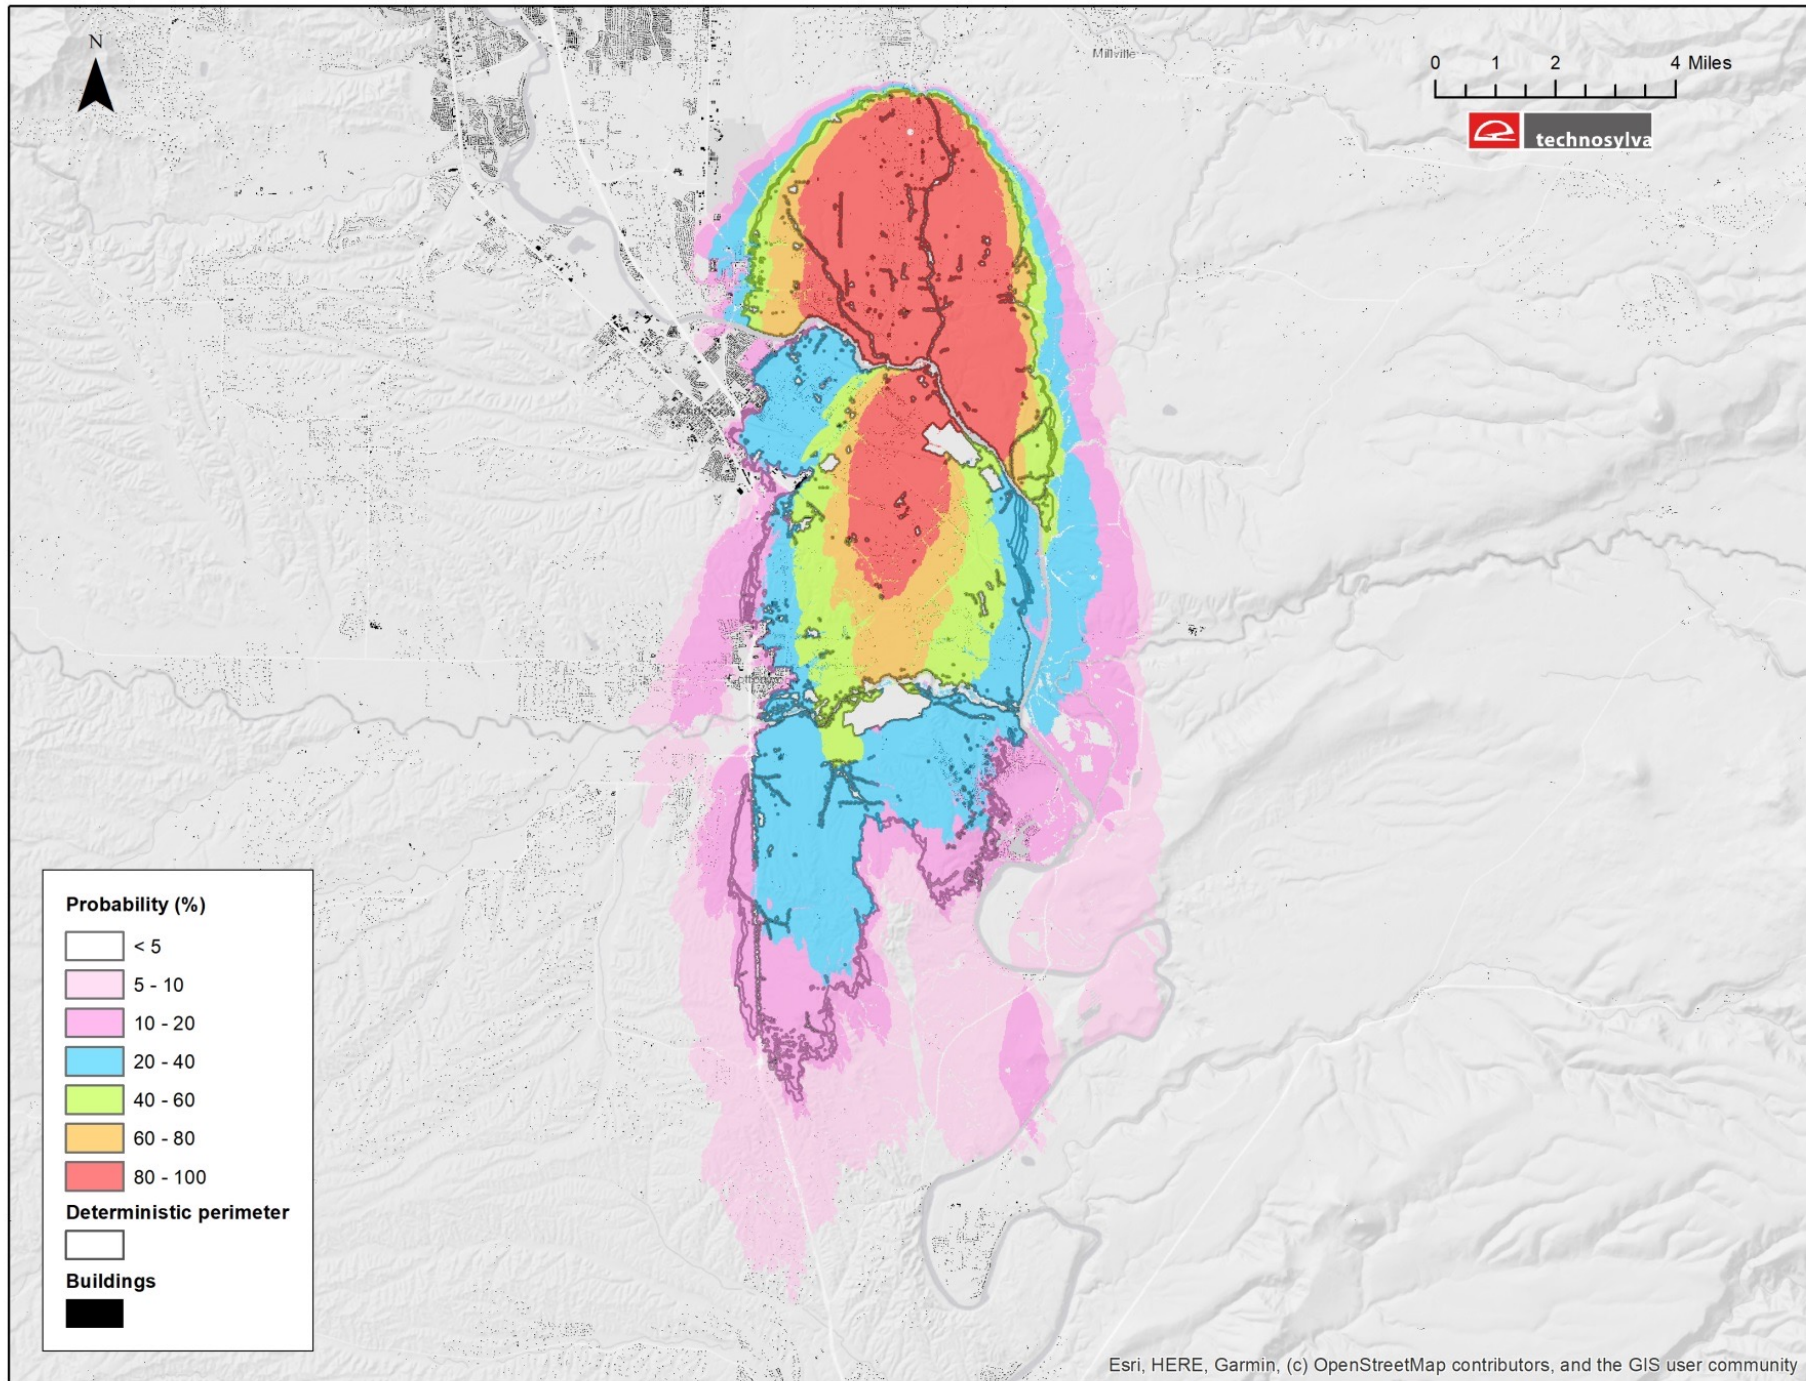 N
Millville
0 1 2 4 Miles
technosylva
Anderson
Probability (%)
< 5
5 - 10
10 - 20
20 - 40
40 - 60
60 - 80
80 - 100
Deterministic perimeter
Buildings
Esri, HERE, Garmin, (c) OpenStreetMap contributors, and the GIS user community